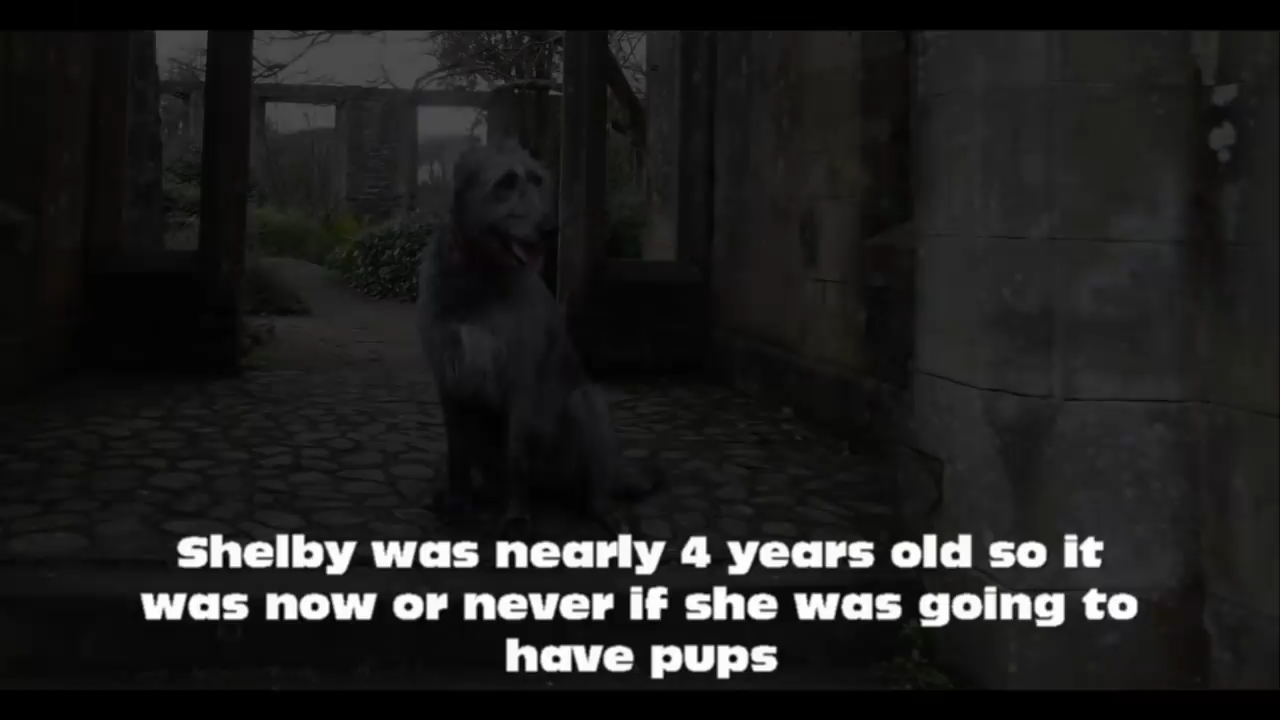 Shelby was nearly 4 years old so it
was now or never if she was going to
have pups